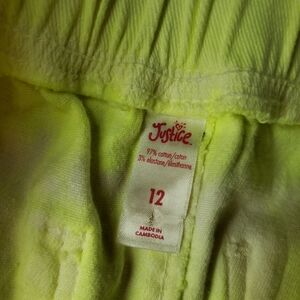 Justice
97% cotton/coton
3% elastane/élasthanne
12
MADE IN
CAMBODIA